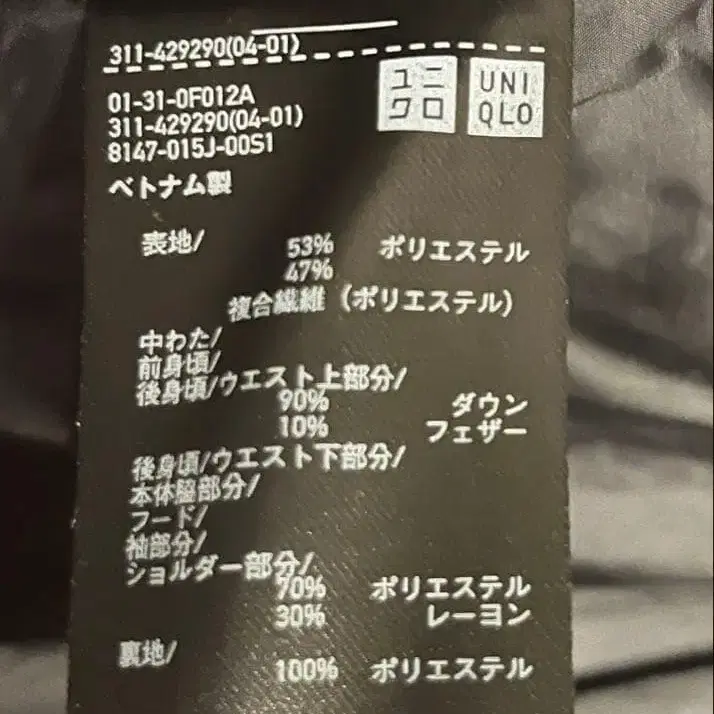 311-429290(04-01)
ユニクロ
UNIQLO
01-31-0F012A
311-429290(04-01)
8147-015J-00S1
ベトナム製
表地/ 53% ポリエステル
47%
複合繊維（ポリエステル）
中わた/
前身頃/
後身頃/ウエスト上部分/
90% ダウン
10% フェザー
後身頃/ウエスト下部分/
本体脇部分/
フード/
袖部分/
ショルダー部分/
70% ポリエステル
30% レーヨン
裏地/
100% ポリエステル